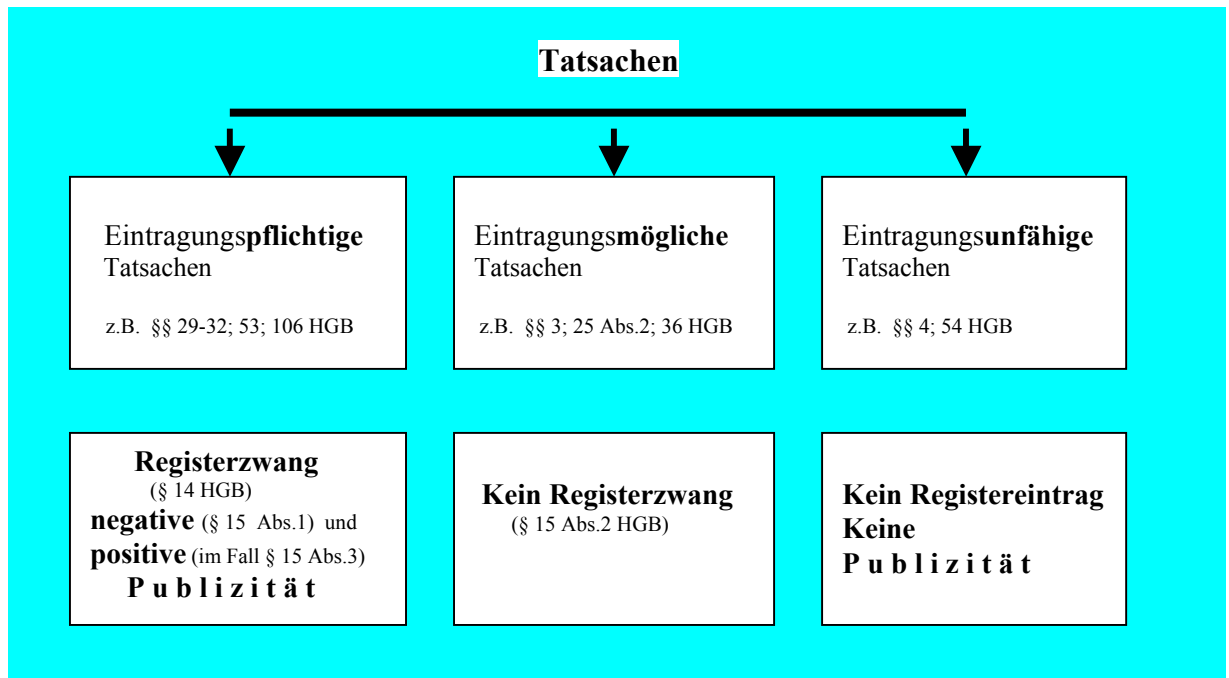 Tatsachen
Eintragungspflichtige
Tatsachen
z.B. §§ 29-32; 53; 106 HGB
Eintragungsmögliche
Tatsachen
z.B. §§ 3; 25 Abs.2; 36 HGB
Eintragungsunfähige
Tatsachen
z.B. §§ 4; 54 HGB
Registerzwang
(§ 14 HGB)
negative (§ 15 Abs.1) und
positive (im Fall § 15 Abs.3)
P u b l i z i t ä t
Kein Registerzwang
(§ 15 Abs.2 HGB)
Kein Registereintrag
Keine
P u b l i z i t ä t